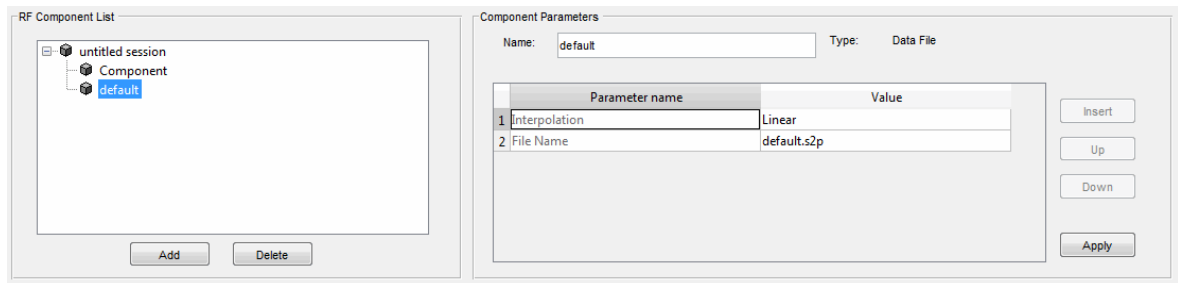 RF Component List
untitled session
Component
default
Add Delete
Component Parameters
Name: default Type: Data File
Parameter name Value
1 Interpolation Linear
2 File Name default.s2p
Insert
Up
Down
Apply